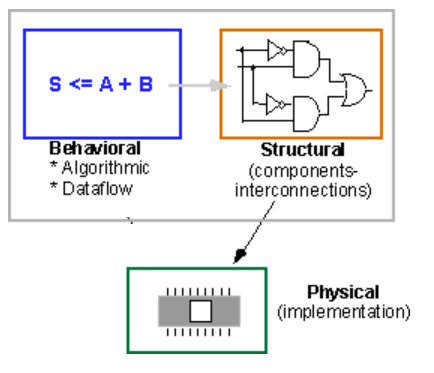 S <= A + B
Behavioral
* Algorithmic
* Dataflow
Structural
(components-
interconnections)
Physical
(implementation)